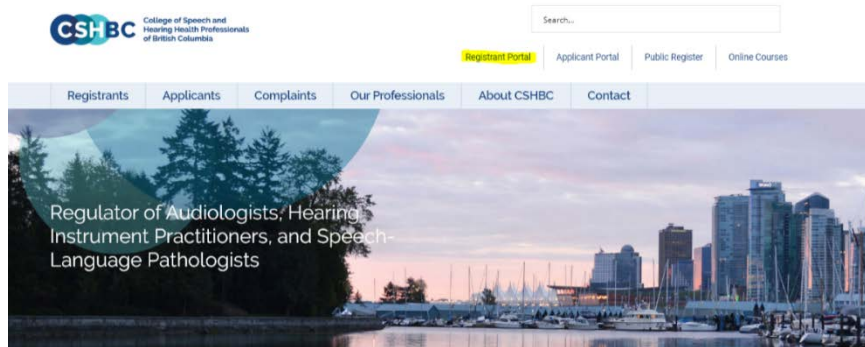 CSHBC
College of Speech and
Hearing Health Professionals
of British Columbia
Search...
Registrant Portal Applicant Portal Public Register Online Courses
Registrants Applicants Complaints Our Professionals About CSHBC Contact
Regulator of Audiologists, Hearing
Instrument Practitioners, and Speech-
Language Pathologists